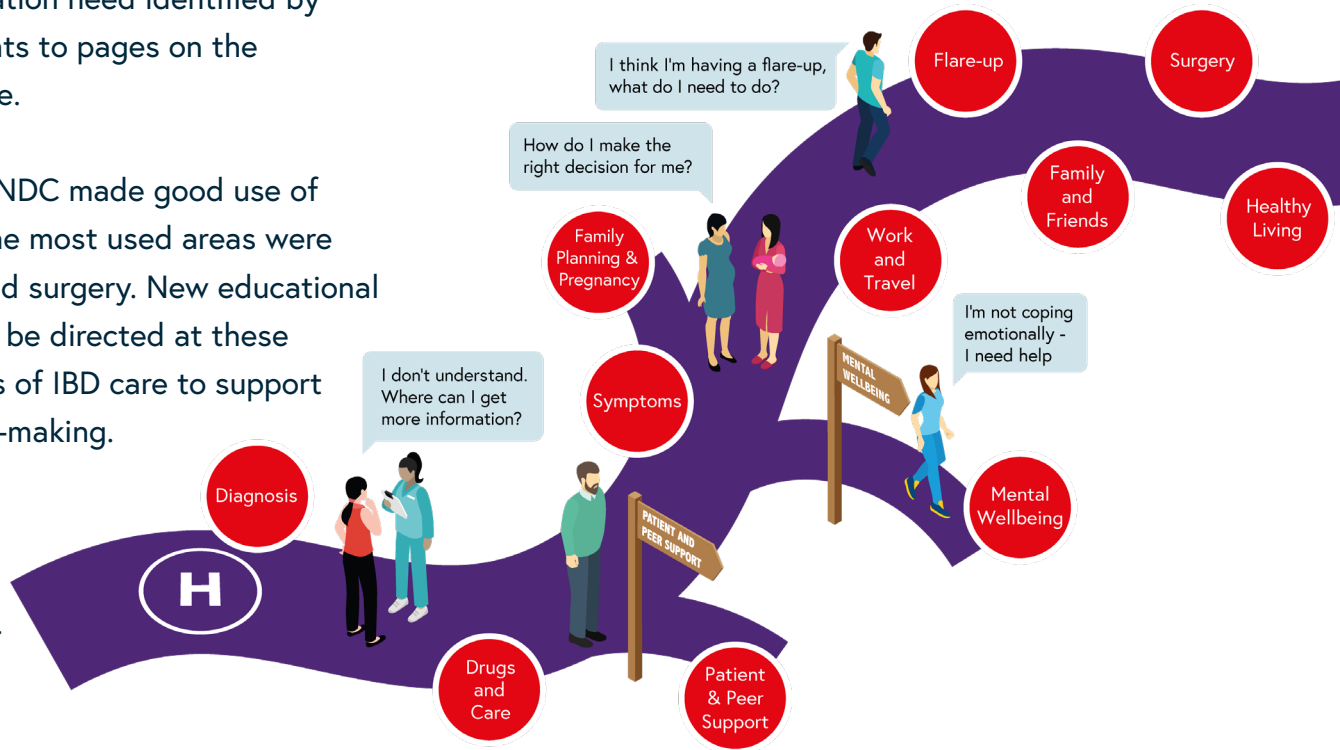 ation need identified by
ts to pages on the
e.
NDC made good use of
e most used areas were
d surgery. New educational
be directed at these
s of IBD care to support
-making.
I think I'm having a flare-up,
what do I need to do?
How do I make the
right decision for me?
I don't understand.
Where can I get
more information?
I'm not coping
emotionally -
I need help
Flare-up
Surgery
Family
and
Friends
Healthy
Living
Family
Planning &
Pregnancy
Work
and
Travel
Symptoms
MENTAL
WELLBEING
Mental
Wellbeing
Diagnosis
H
PATIENT AND
PEER SUPPORT
Drugs
and
Care
Patient
& Peer
Support